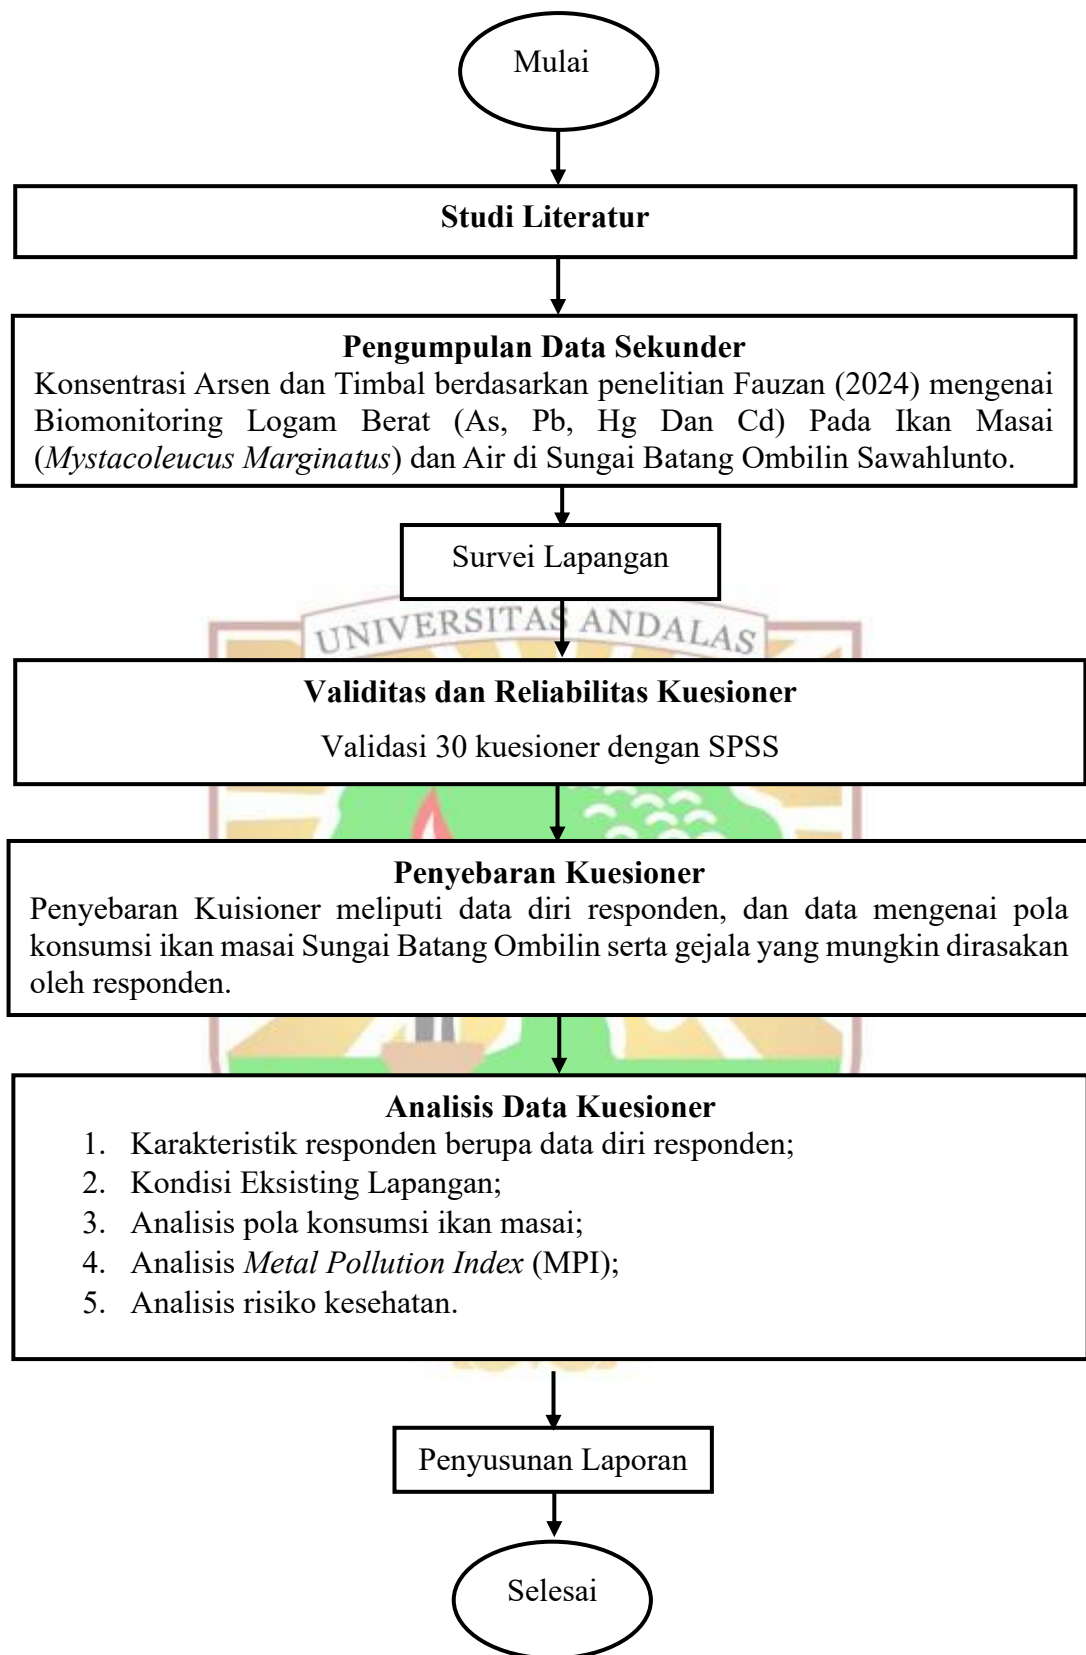 Mulai
Studi Literatur
Pengumpulan Data Sekunder
Konsentrasi Arsen dan Timbal berdasarkan penelitian Fauzan (2024) mengenai
Biomonitoring Logam Berat (As, Pb, Hg Dan Cd) Pada Ikan Masai
(Mystacoleucus Marginatus) dan Air di Sungai Batang Ombilin Sawahlunto.
Survei Lapangan
UNIVERSITAS ANDALAS
Validitas dan Reliabilitas Kuesioner
Validasi 30 kuesioner dengan SPSS
Penyebaran Kuesioner
Penyebaran Kuisioner meliputi data diri responden, dan data mengenai pola
konsumsi ikan masai Sungai Batang Ombilin serta gejala yang mungkin dirasakan
oleh responden.
Analisis Data Kuesioner
1. Karakteristik responden berupa data diri responden;
2. Kondisi Eksisting Lapangan;
3. Analisis pola konsumsi ikan masai;
4. Analisis Metal Pollution Index (MPI);
5. Analisis risiko kesehatan.
Penyusunan Laporan
Selesai